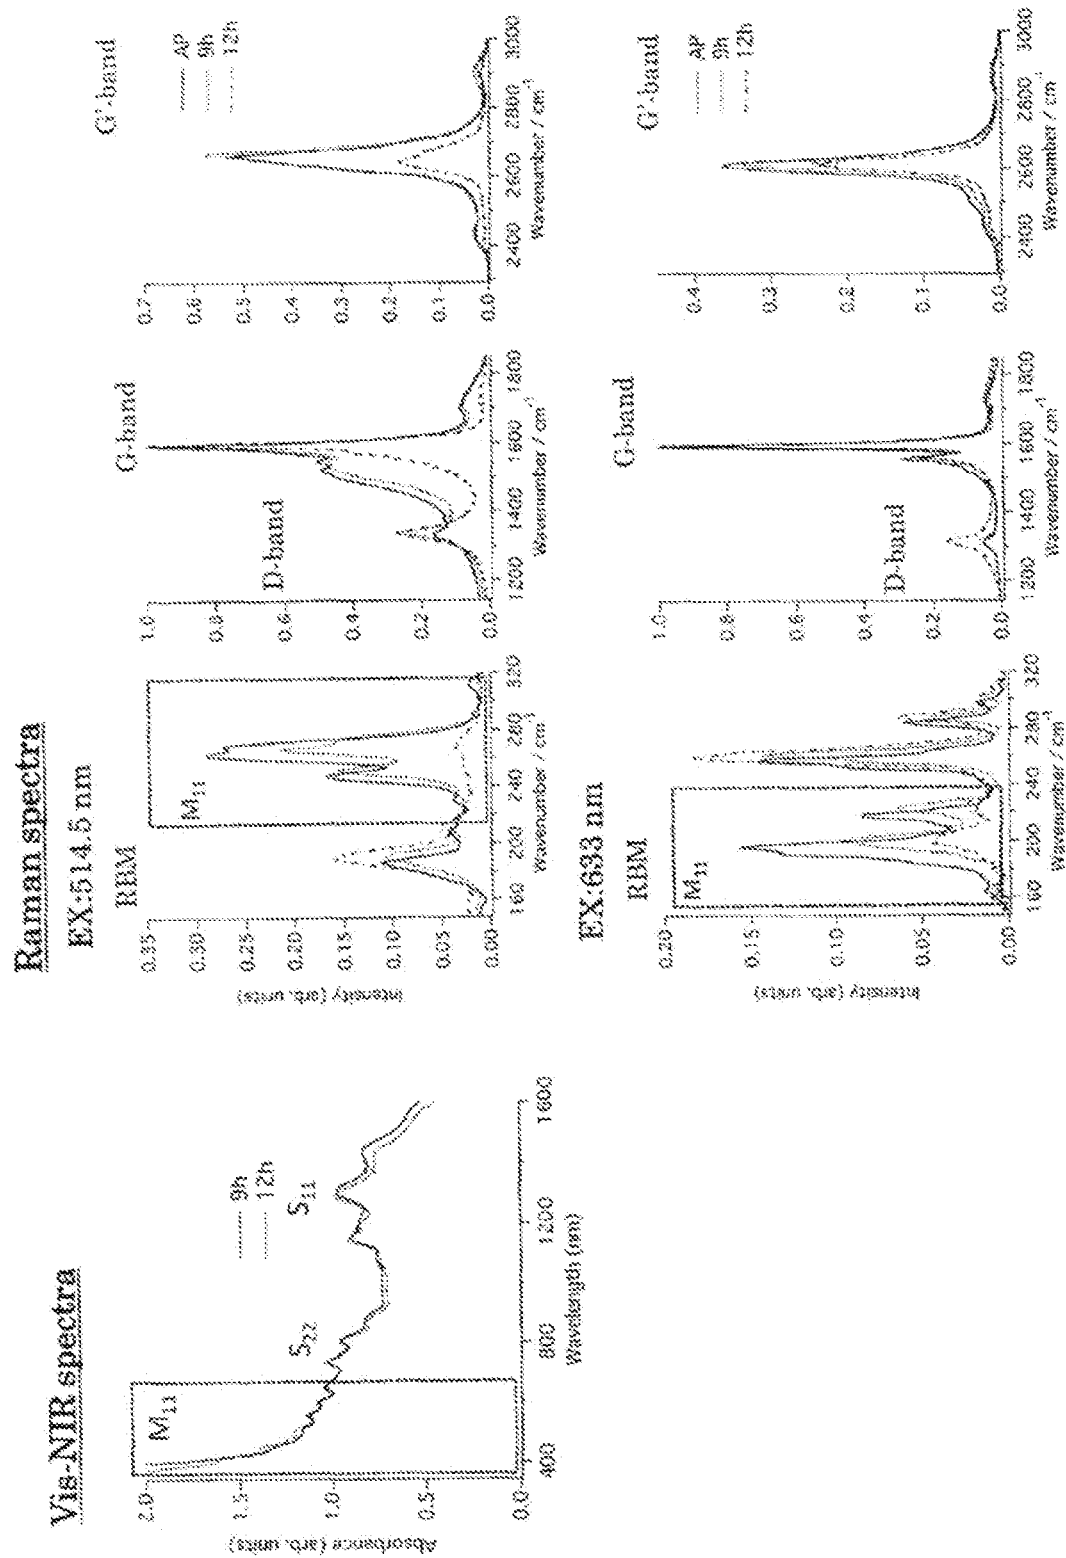 Vis-NIR spectra
M11
S22
S11
9h
12h
2.0
1.5
1.0
0.5
0.0
Absorbance (arb. units)
400
800
1200
1600
Wavelength (nm)
Raman spectra
EX:514.5 nm
RBM
M11
0.35
0.30
0.25
0.20
0.15
0.10
0.05
0.00
Intensity (arb. units)
160
200
240
280
320
Wavenumber / cm-1
D-band
G-band
1.0
0.8
0.6
0.4
0.2
0.0
1200
1400
1600
1800
Wavenumber / cm-1
G'-band
AP
9h
12h
0.7
0.6
0.5
0.4
0.3
0.2
0.1
0.0
2400
2600
2800
3000
Wavenumber / cm-1
EX:633 nm
RBM
M11
0.20
0.15
0.10
0.05
0.00
Intensity (arb. units)
160
200
240
280
320
Wavenumber / cm-1
D-band
G-band
1.0
0.8
0.6
0.4
0.2
0.0
1200
1400
1600
1800
Wavenumber / cm-1
G'-band
AP
9h
12h
0.4
0.3
0.2
0.1
0.0
2400
2600
2800
3000
Wavenumber / cm-1